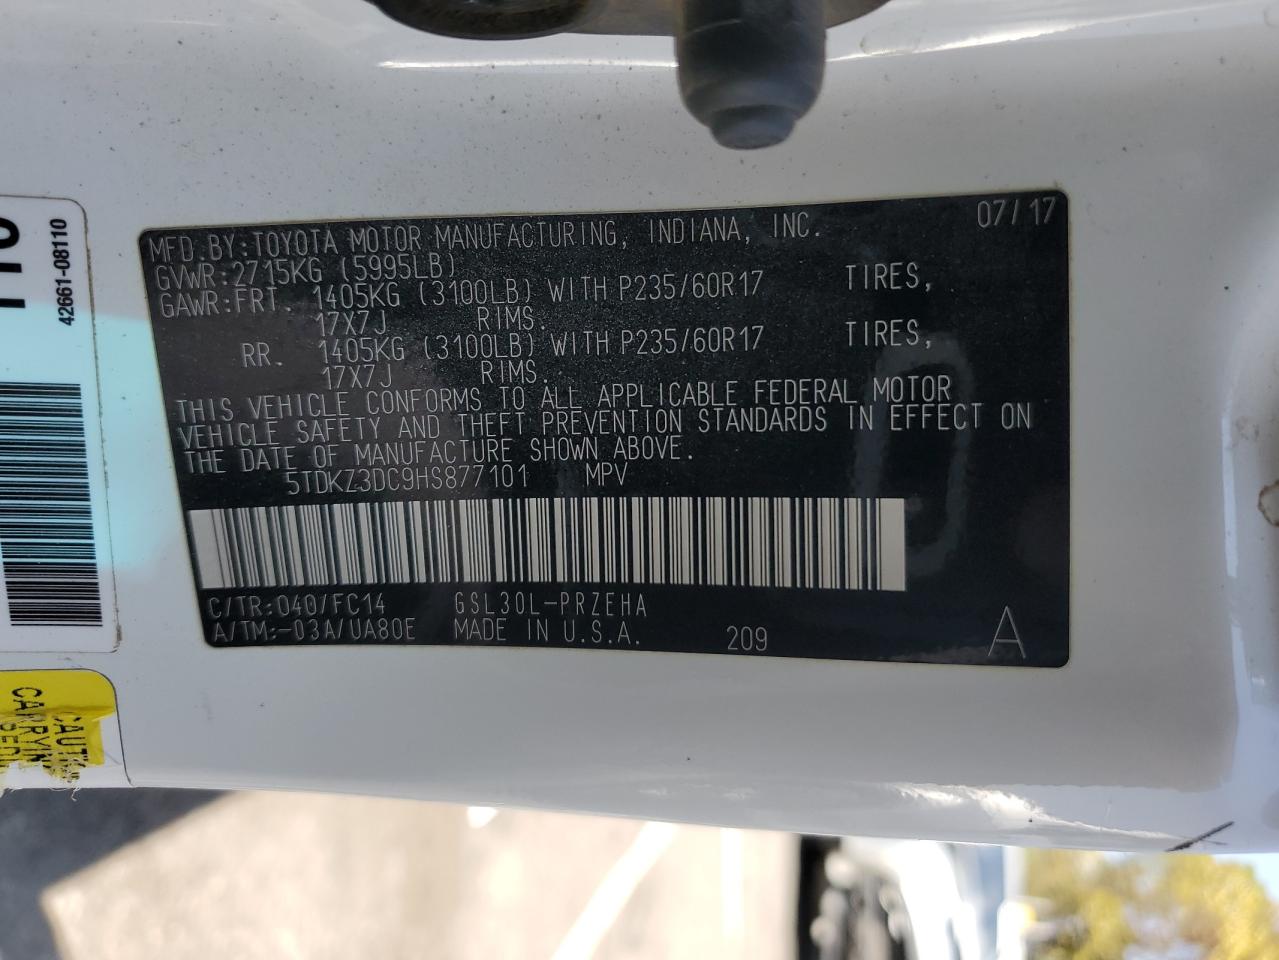 MFD.BY:TOYOTA MOTOR MANUFACTURING, INDIANA, INC. 07/17
GVWR:2715KG (5995LB)
GAWR:FRT. 1405KG (3100LB) WITH P235/60R17 TIRES,
17X7J RIMS.
RR. 1405KG (3100LB) WITH P235/60R17 TIRES,
17X7J RIMS.
THIS VEHICLE CONFORMS TO ALL APPLICABLE FEDERAL MOTOR
VEHICLE SAFETY AND THEFT PREVENTION STANDARDS IN EFFECT ON
THE DATE OF MANUFACTURE SHOWN ABOVE.
5TDKZ3DC9HS877101 MPV
C/TR:040/FC14 GSL30L-PRZEHA
A/TM:-03A/UA80E MADE IN U.S.A. 209 A
42661-08110